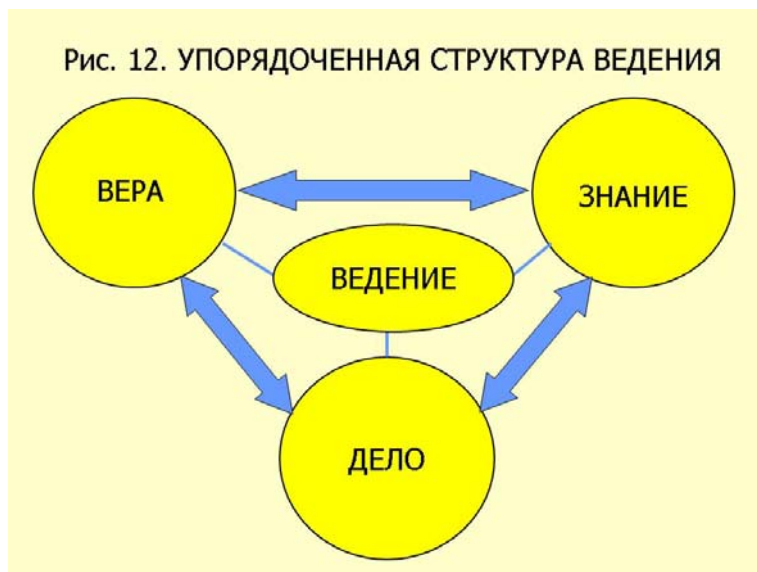 Рис. 12. УПОРЯДОЧЕННАЯ СТРУКТУРА ВЕДЕНИЯ
ВЕРА
ЗНАНИЕ
ВЕДЕНИЕ
ДЕЛО